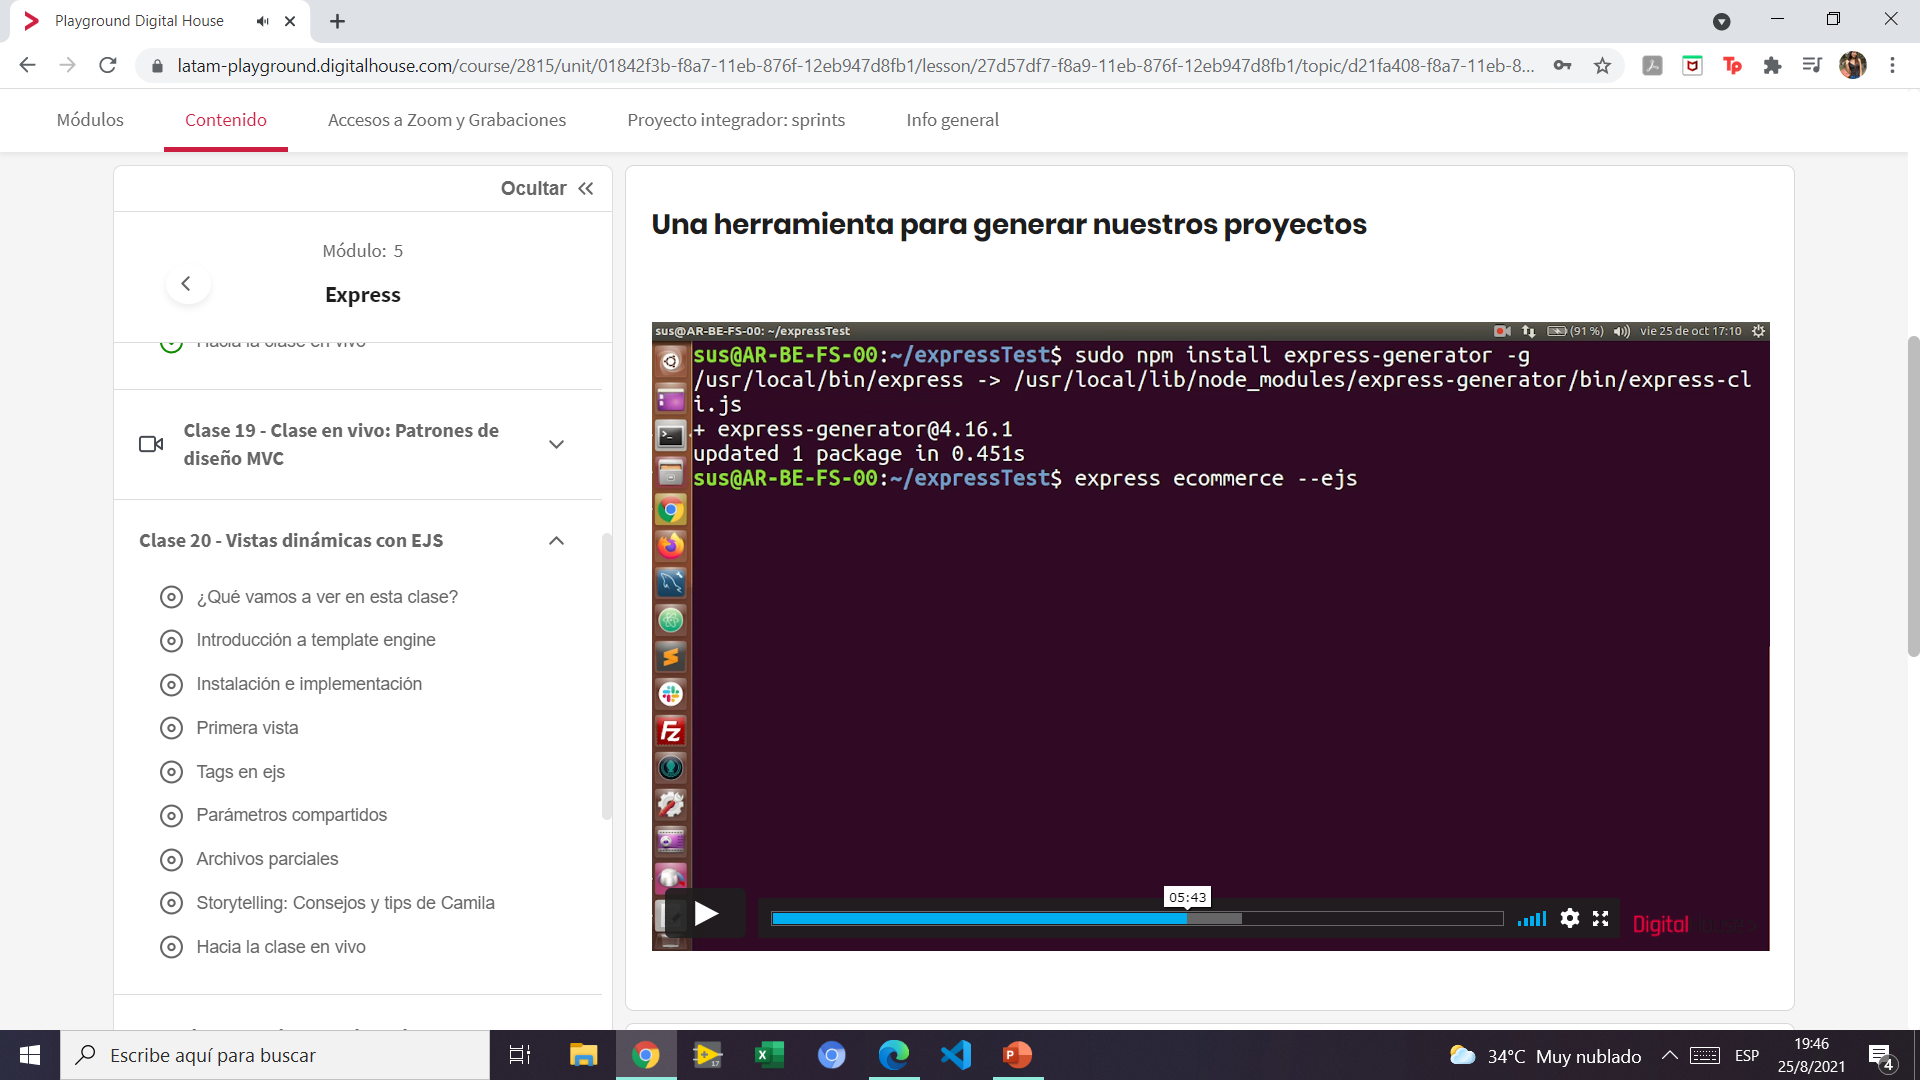 Playground Digital House
latam-playground.digitalhouse.com/course/2815/unit/01842f3b-f8a7-11eb-876f-12eb947d8fb1/lesson/27d57df7-f8a9-11eb-876f-12eb947d8fb1/topic/d21fa408-f8a7-11eb-8...
Módulos
Contenido
Accesos a Zoom y Grabaciones
Proyecto integrador: sprints
Info general
Ocultar
Módulo: 5
Express
Hacia la clase en vivo
Clase 19 - Clase en vivo: Patrones de
diseño MVC
Clase 20 - Vistas dinámicas con EJS
¿Qué vamos a ver en esta clase?
Introducción a template engine
Instalación e implementación
Primera vista
Tags en ejs
Parámetros compartidos
Archivos parciales
Storytelling: Consejos y tips de Camila
Hacia la clase en vivo
Una herramienta para generar nuestros proyectos
sus@AR-BE-FS-00: ~/expressTest
(91 %)
vie 25 de oct 17:10
sus@AR-BE-FS-00:~/expressTest$ sudo npm install express-generator -g
/usr/local/bin/express -> /usr/local/lib/node_modules/express-generator/bin/express-cl
i.js
+ express-generator@4.16.1
updated 1 package in 0.451s
sus@AR-BE-FS-00:~/expressTest$ express ecommerce --ejs
05:43
Digital
Escribe aquí para buscar
34°C Muy nublado
ESP
19:46
25/8/2021
4